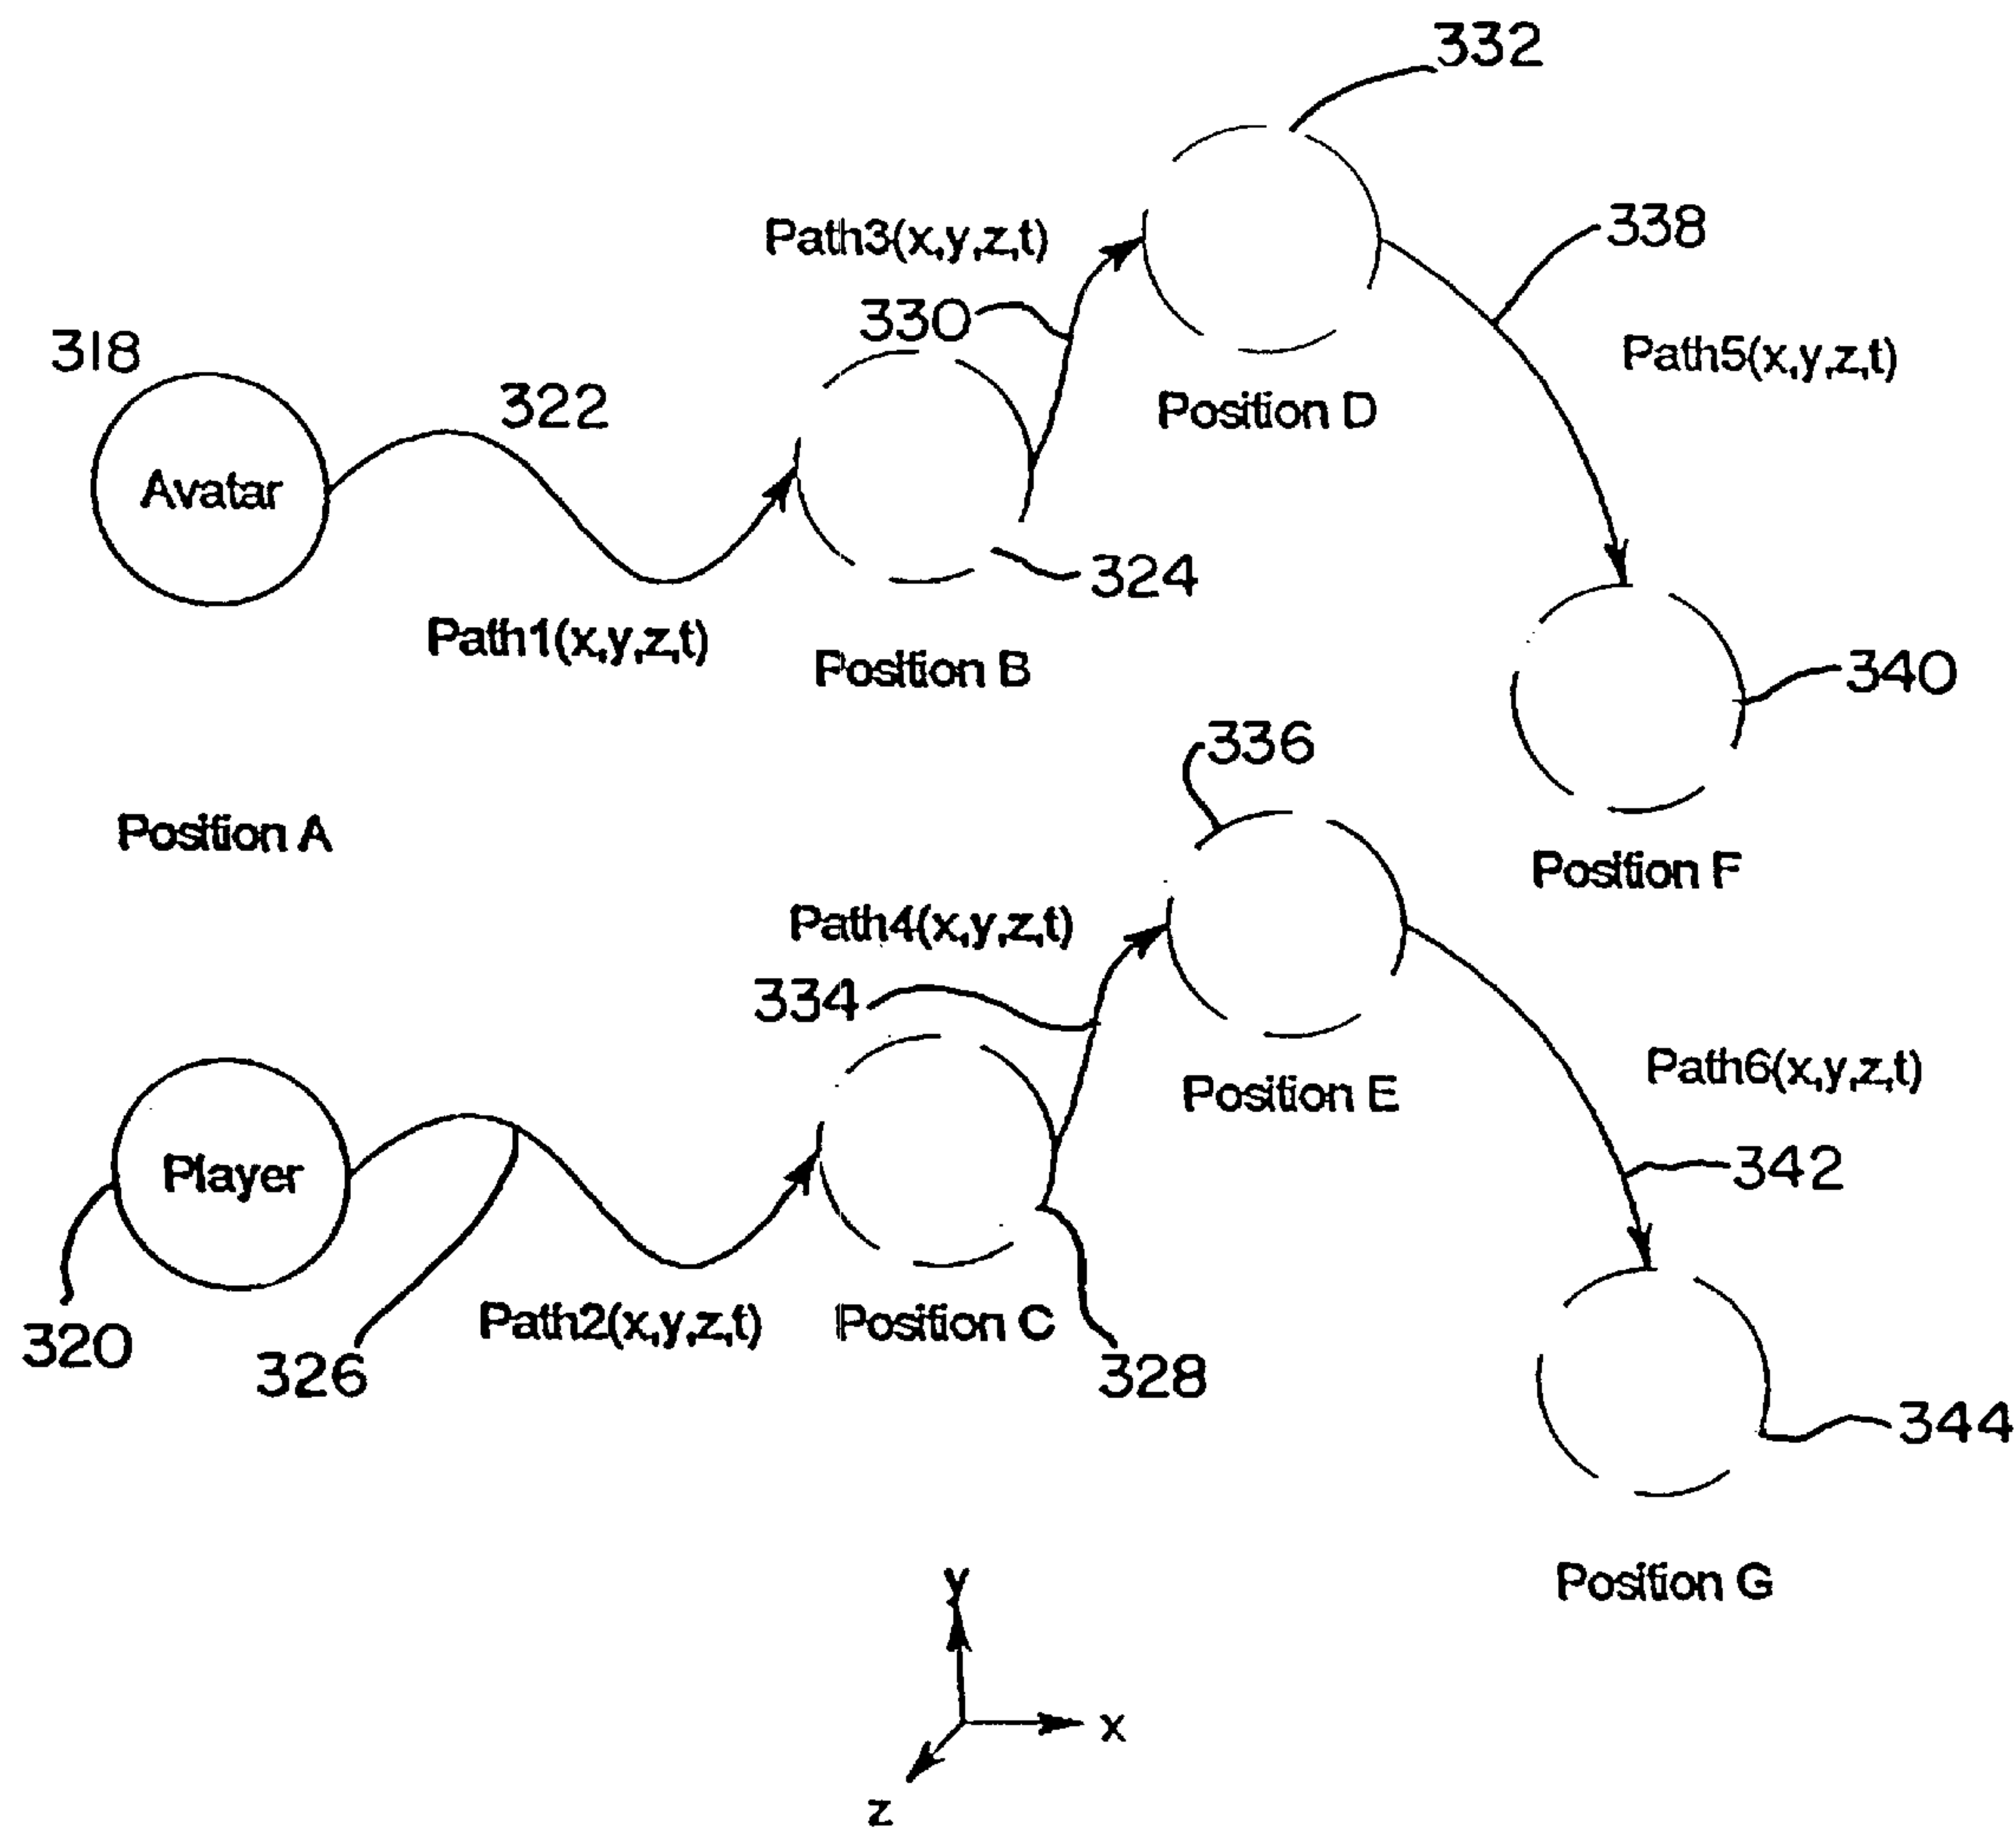 332
338
Path3(x,y,z,t)
330
318
322
Path5(x,y,z,t)
Position D
Avatar
324
Path1(x,y,z,t)
Position B
340
336
Position A
Position F
Path4(x,y,z,t)
334
Path6(x,y,z,t)
Position E
Player
342
320
326
Path2(x,y,z,t)
Position C
328
344
Position G
y
x
z